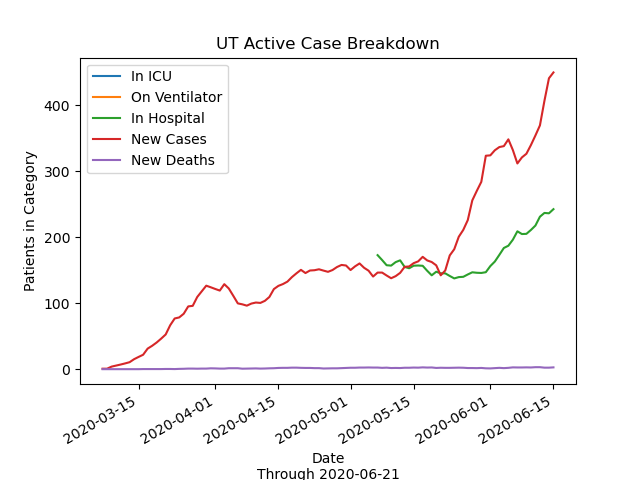 UT Active Case Breakdown
In ICU
On Ventilator
In Hospital
New Cases
New Deaths
Patients in Category
400
300
200
100
0
2020-03-15
2020-04-01
2020-04-15
2020-05-01
2020-05-15
2020-06-01
2020-06-15
Date
Through 2020-06-21